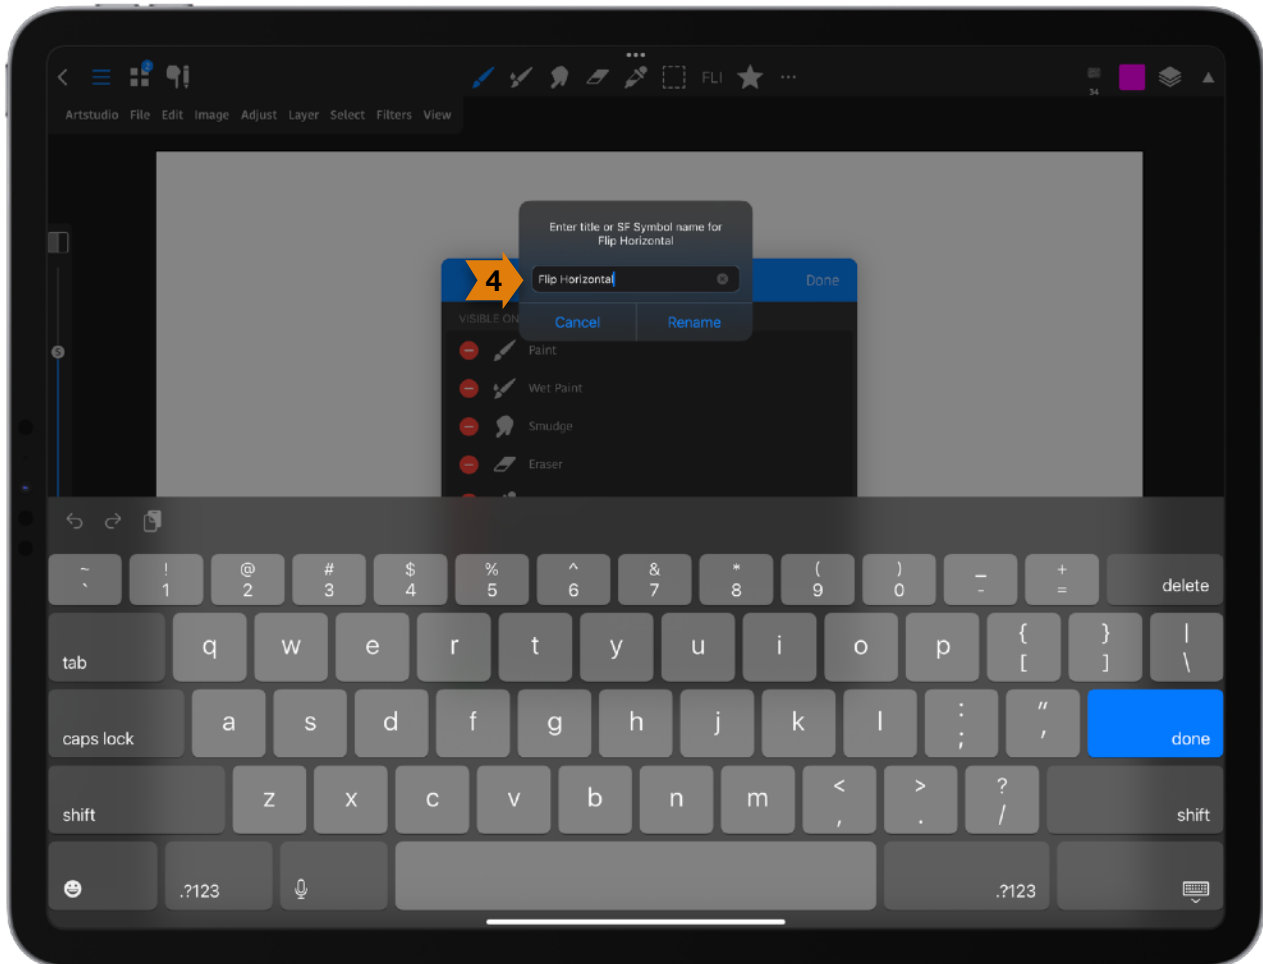 2
FLI
34
Artstudio File Edit Image Adjust Layer Select Filters View
Enter title or SF Symbol name for
Flip Horizontal
4
Flip Horizontal
Done
VISIBLE ON
Cancel Rename
Paint
S
Wet Paint
Smudge
Eraser
~ ! @ # $ % ^ & * ( ) _ +
` 1 2 3 4 5 6 7 8 9 0 - = delete
tab q w e r t y u i o p { [ } ] | \
caps lock a s d f g h j k l : ; " ' done
shift z x c v b n m < , > . ? / shift
.?123 .?123